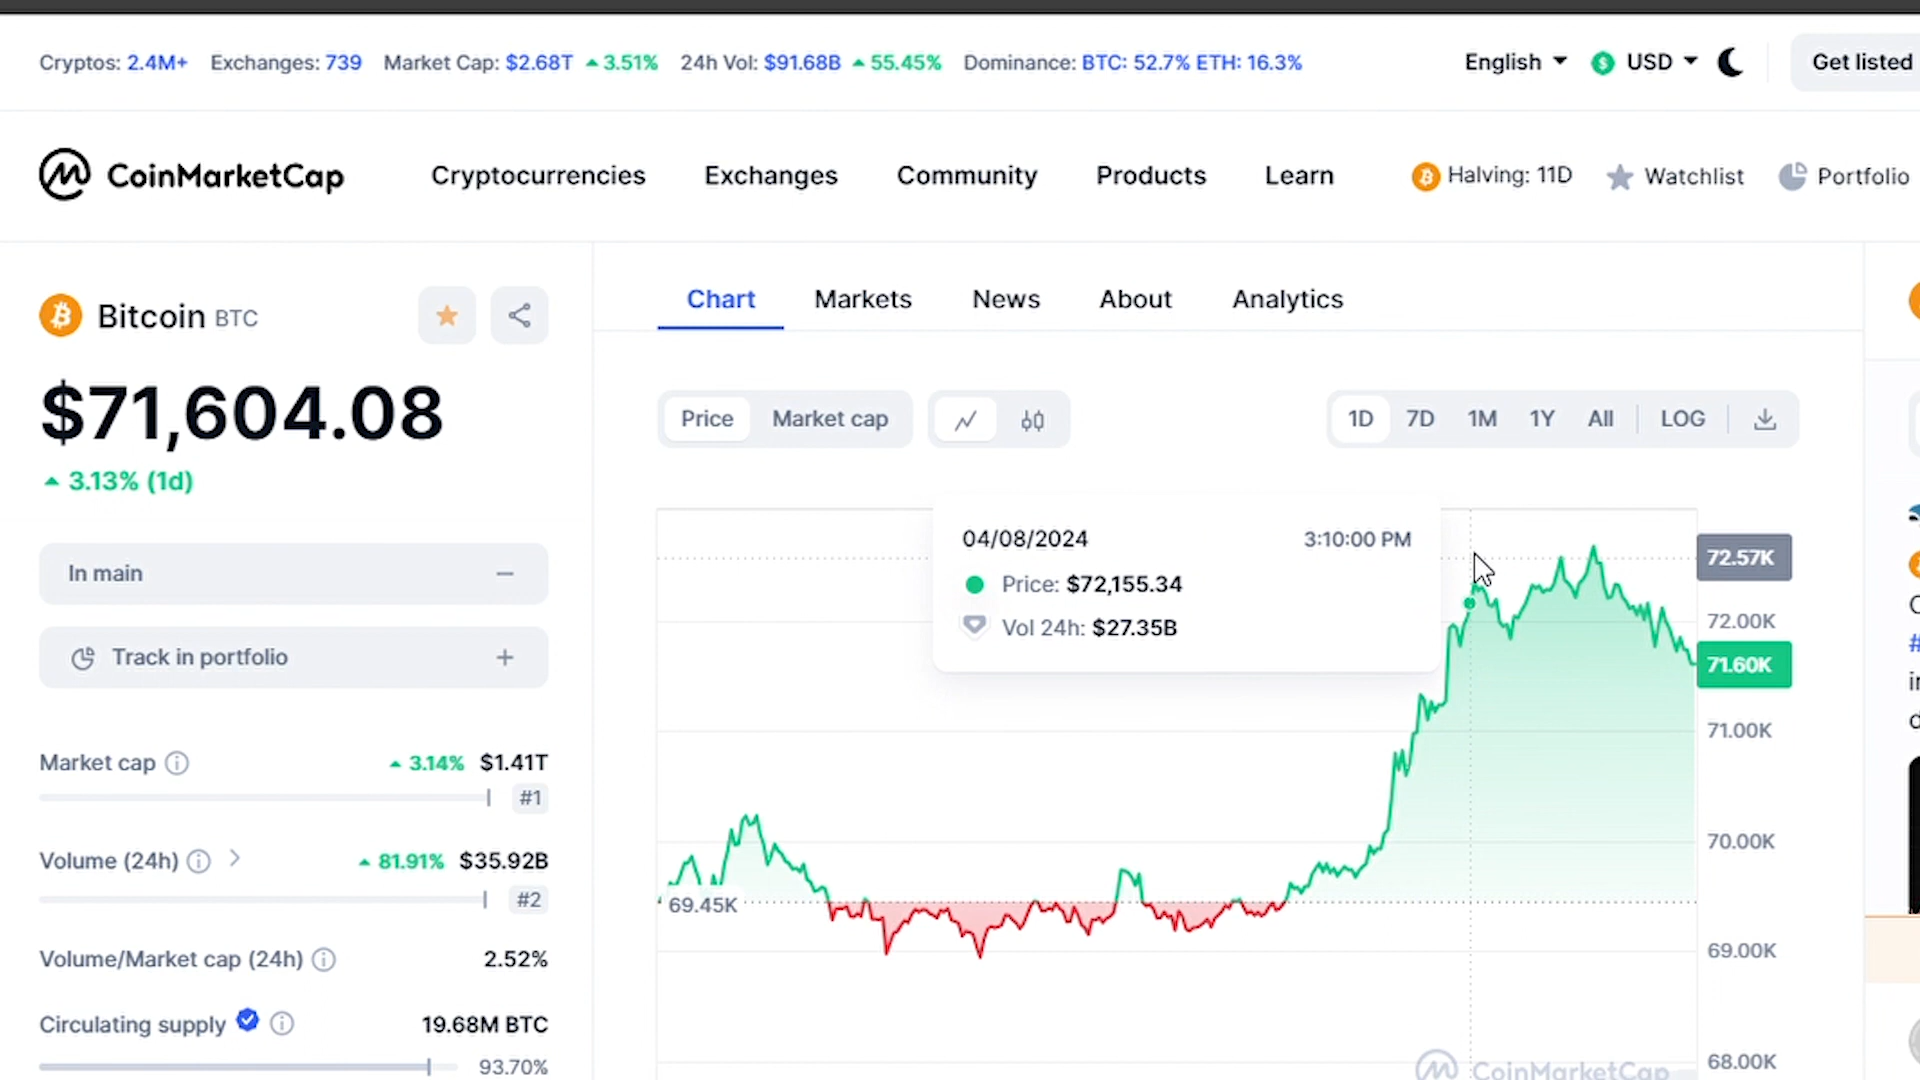 Cryptos: 2.4M+ Exchanges: 739 Market Cap: $2.68T 3.51% 24h Vol: $91.68B 55.45% Dominance: BTC: 52.7% ETH: 16.3% English USD Get listed
CoinMarketCap Cryptocurrencies Exchanges Community Products Learn Halving: 11D Watchlist Portfolio
Bitcoin BTC
$71,604.08
3.13% (1d)
In main
Track in portfolio
Market cap 3.14% $1.41T
#1
Volume (24h) 81.91% $35.92B
#2
Volume/Market cap (24h) 2.52%
Circulating supply 19.68M BTC
93.70%
Chart Markets News About Analytics
Price Market cap 1D 7D 1M 1Y All LOG
04/08/2024 3:10:00 PM
Price: $72,155.34
Vol 24h: $27.35B
72.57K
72.00K
71.60K
71.00K
70.00K
69.45K
69.00K
68.00K
CoinMarketCap